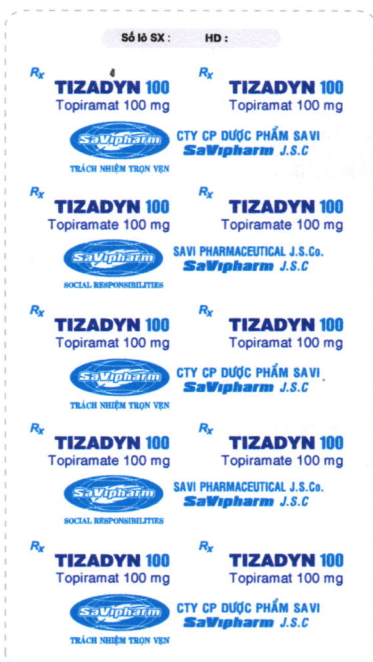 Số lô SX : HD :
Rx Rx
TIZADYN 100 TIZADYN 100
Topiramat 100 mg Topiramat 100 mg
SaVipharm CTY CP DƯỢC PHẨM SAVI
SaVipharm J.S.C
TRÁCH NHIỆM TRỌN VẸN
Rx Rx
TIZADYN 100 TIZADYN 100
Topiramate 100 mg Topiramate 100 mg
SaVipharm SAVI PHARMACEUTICAL J.S.Co.
SaVipharm J.S.C
SOCIAL RESPONSIBILITIES
Rx Rx
TIZADYN 100 TIZADYN 100
Topiramat 100 mg Topiramat 100 mg
SaVipharm CTY CP DƯỢC PHẨM SAVI
SaVipharm J.S.C
TRÁCH NHIỆM TRỌN VẸN
Rx Rx
TIZADYN 100 TIZADYN 100
Topiramate 100 mg Topiramate 100 mg
SaVipharm SAVI PHARMACEUTICAL J.S.Co.
SaVipharm J.S.C
SOCIAL RESPONSIBILITIES
Rx Rx
TIZADYN 100 TIZADYN 100
Topiramat 100 mg Topiramat 100 mg
SaVipharm CTY CP DƯỢC PHẨM SAVI
SaVipharm J.S.C
TRÁCH NHIỆM TRỌN VẸN